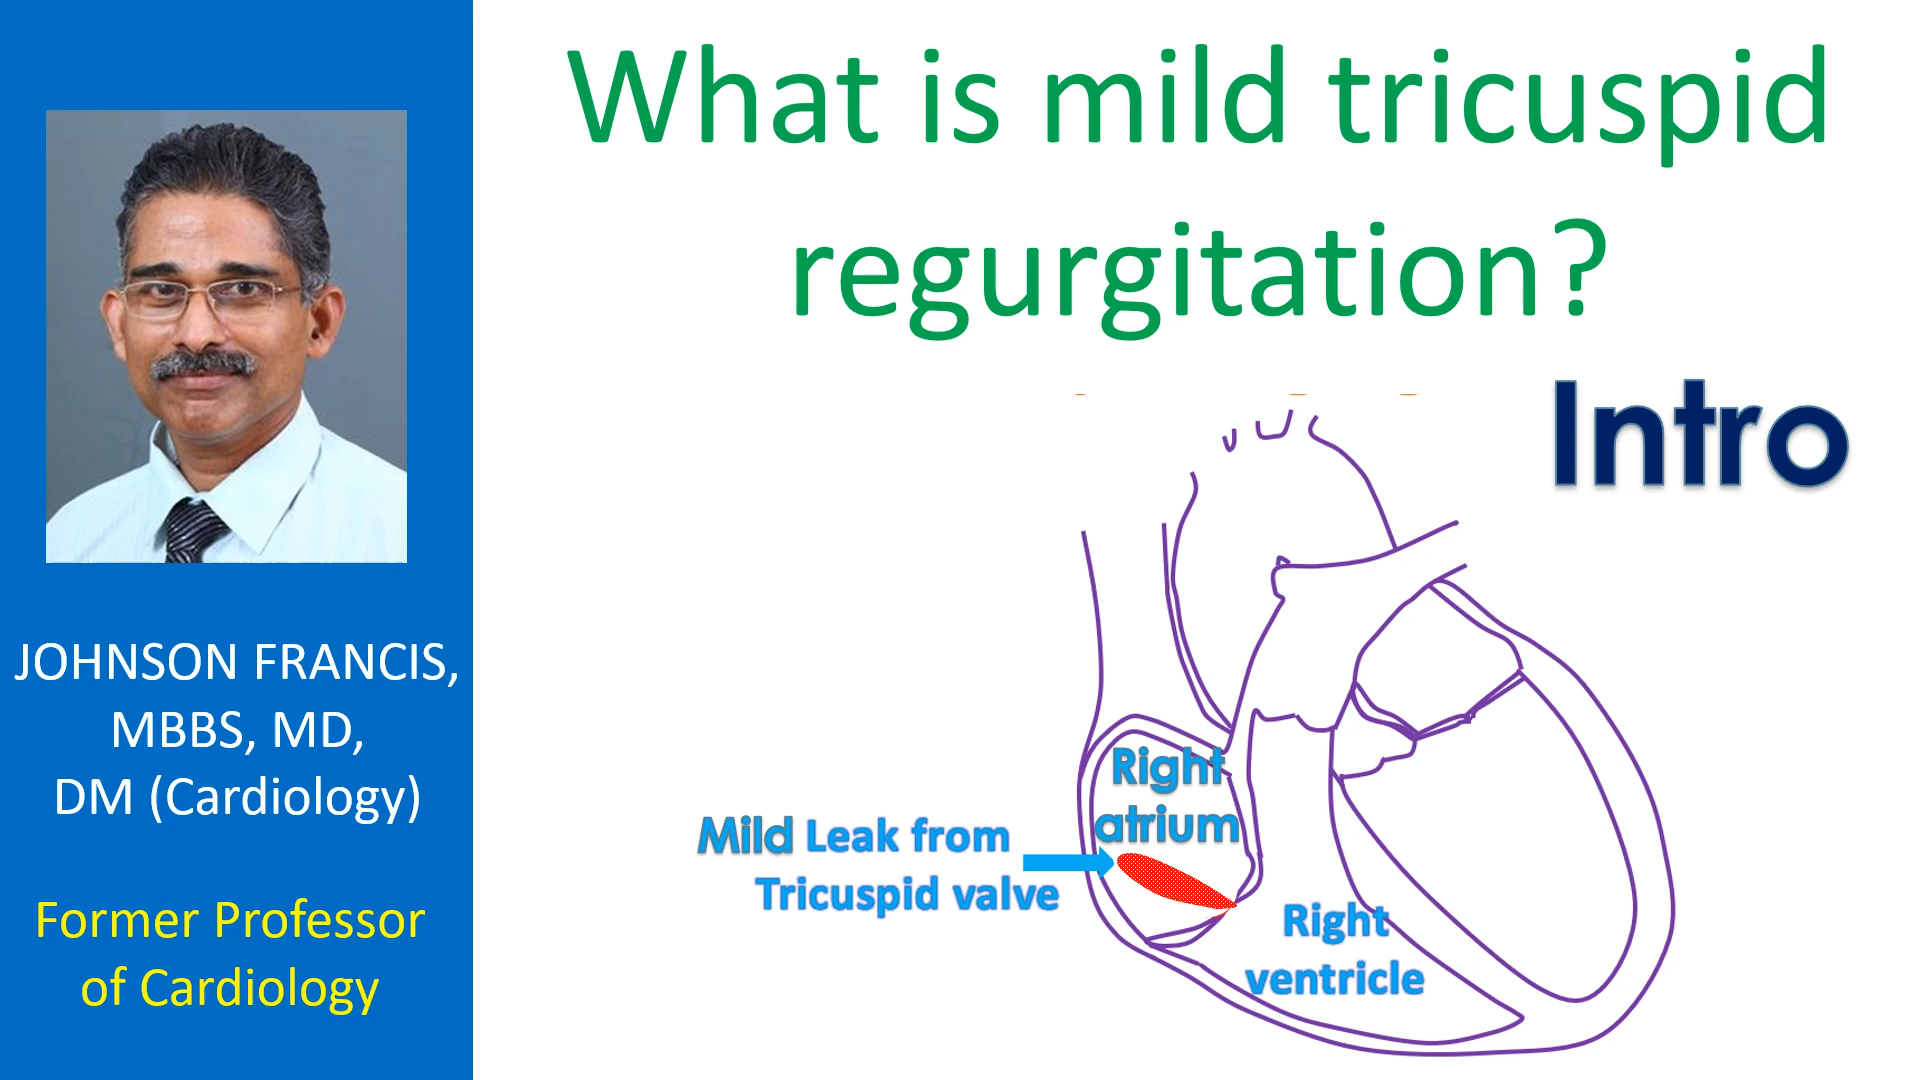 What is mild tricuspid
regurgitation?
Intro
JOHNSON FRANCIS,
MBBS, MD,
DM (Cardiology)
Former Professor
of Cardiology
Right
atrium
Mild Leak from
Tricuspid valve
Right
ventricle